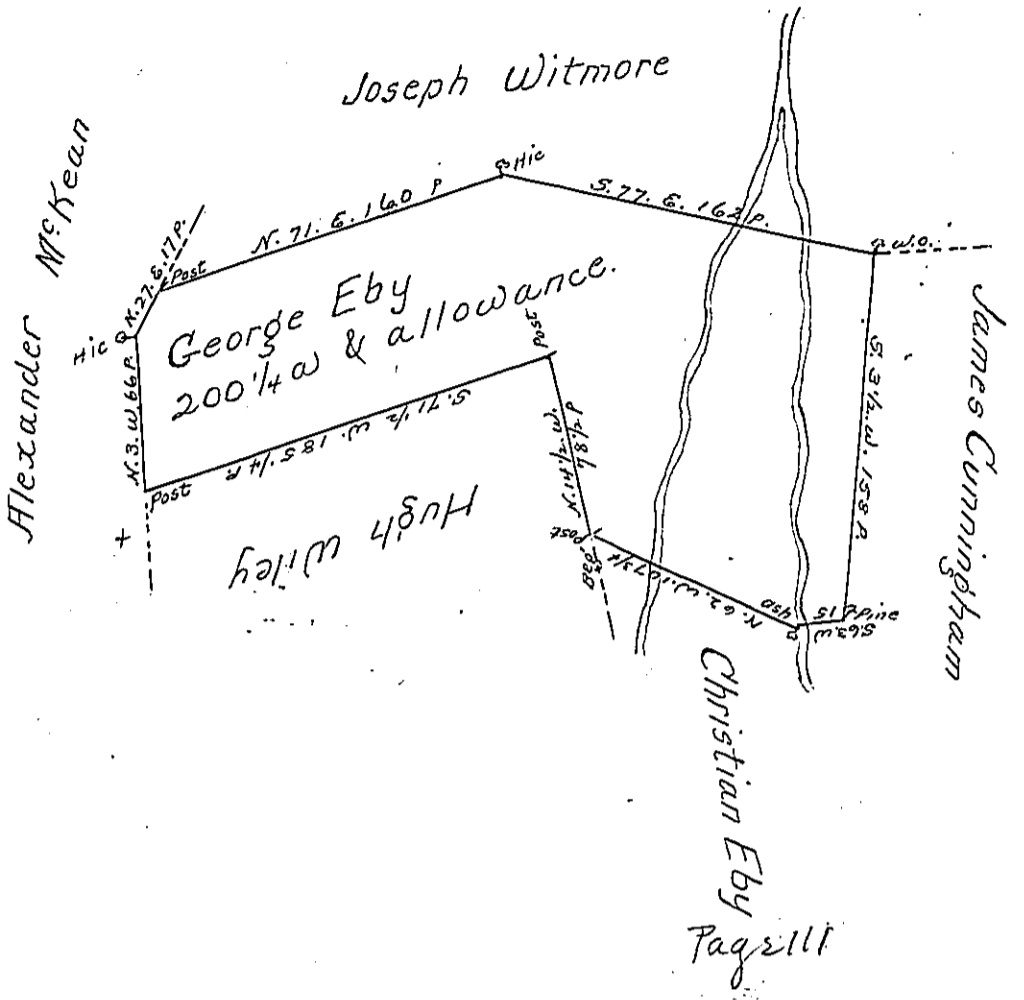 Joseph Witmore
Alexander McKean
Hic
N. 71. E. 160 P
S. 77. E. 162 P.
W.O.
N. 27. E. 17 P.
Post
Hic
George Eby
200 1/4 a & allowance.
James Cunningham
N. 3. W. 66 P.
Post
S. 71 1/2 W. 185 1/4 P.
Post
N. 14 1/2. W.
S. 3 1/2. W. 158 P.
Post
Hugh Wiley
Post
N. 62. W. 107 3/4
Pine
S. 63. W 15
Christian Eby
Page 111